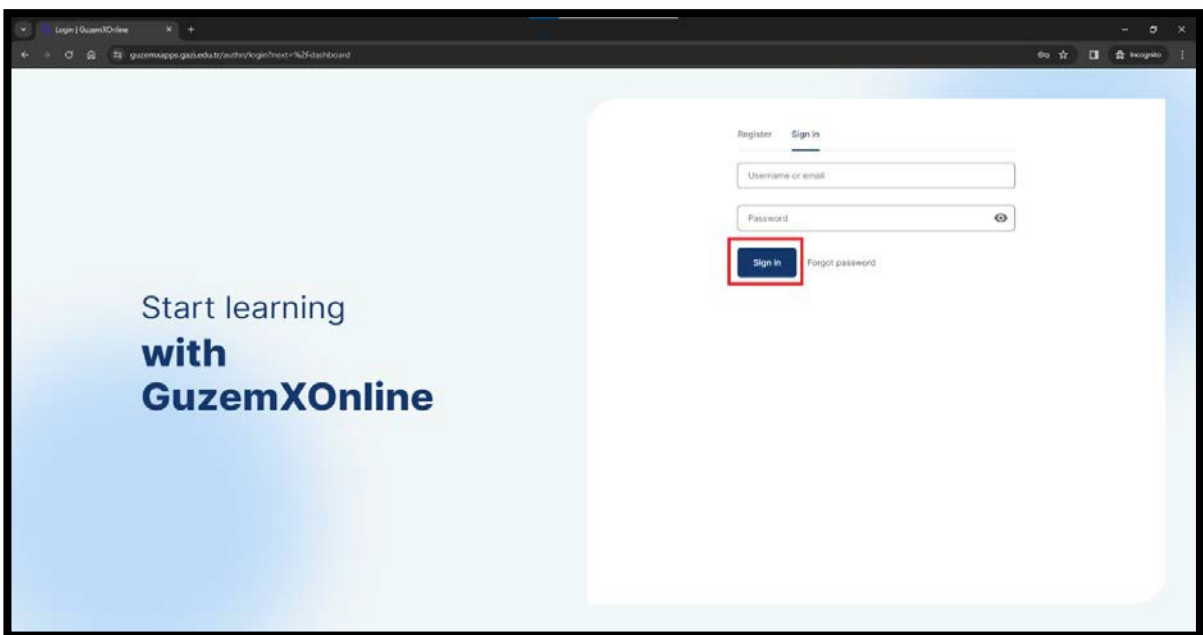 Login | GuzemXOnline
guzemxapps.gazi.edu.tr/authn/login?next=%2Fdashboard
Incognito
Register Sign in
Username or email
Password
Sign in Forgot password
Start learning
with
GuzemXOnline